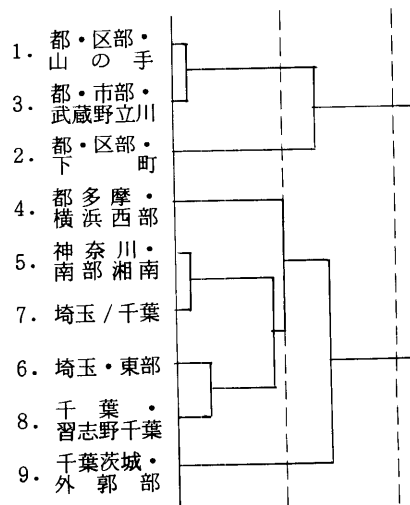 1. 都・区部・
山の手
3. 都・市部・
武蔵野立川
2. 都・区部・
下町
4. 都多摩・
横浜西部
5. 神奈川・
南部湘南
7. 埼玉/千葉
6. 埼玉・東部
8. 千葉・
習志野千葉
9. 千葉茨城・
外郭部